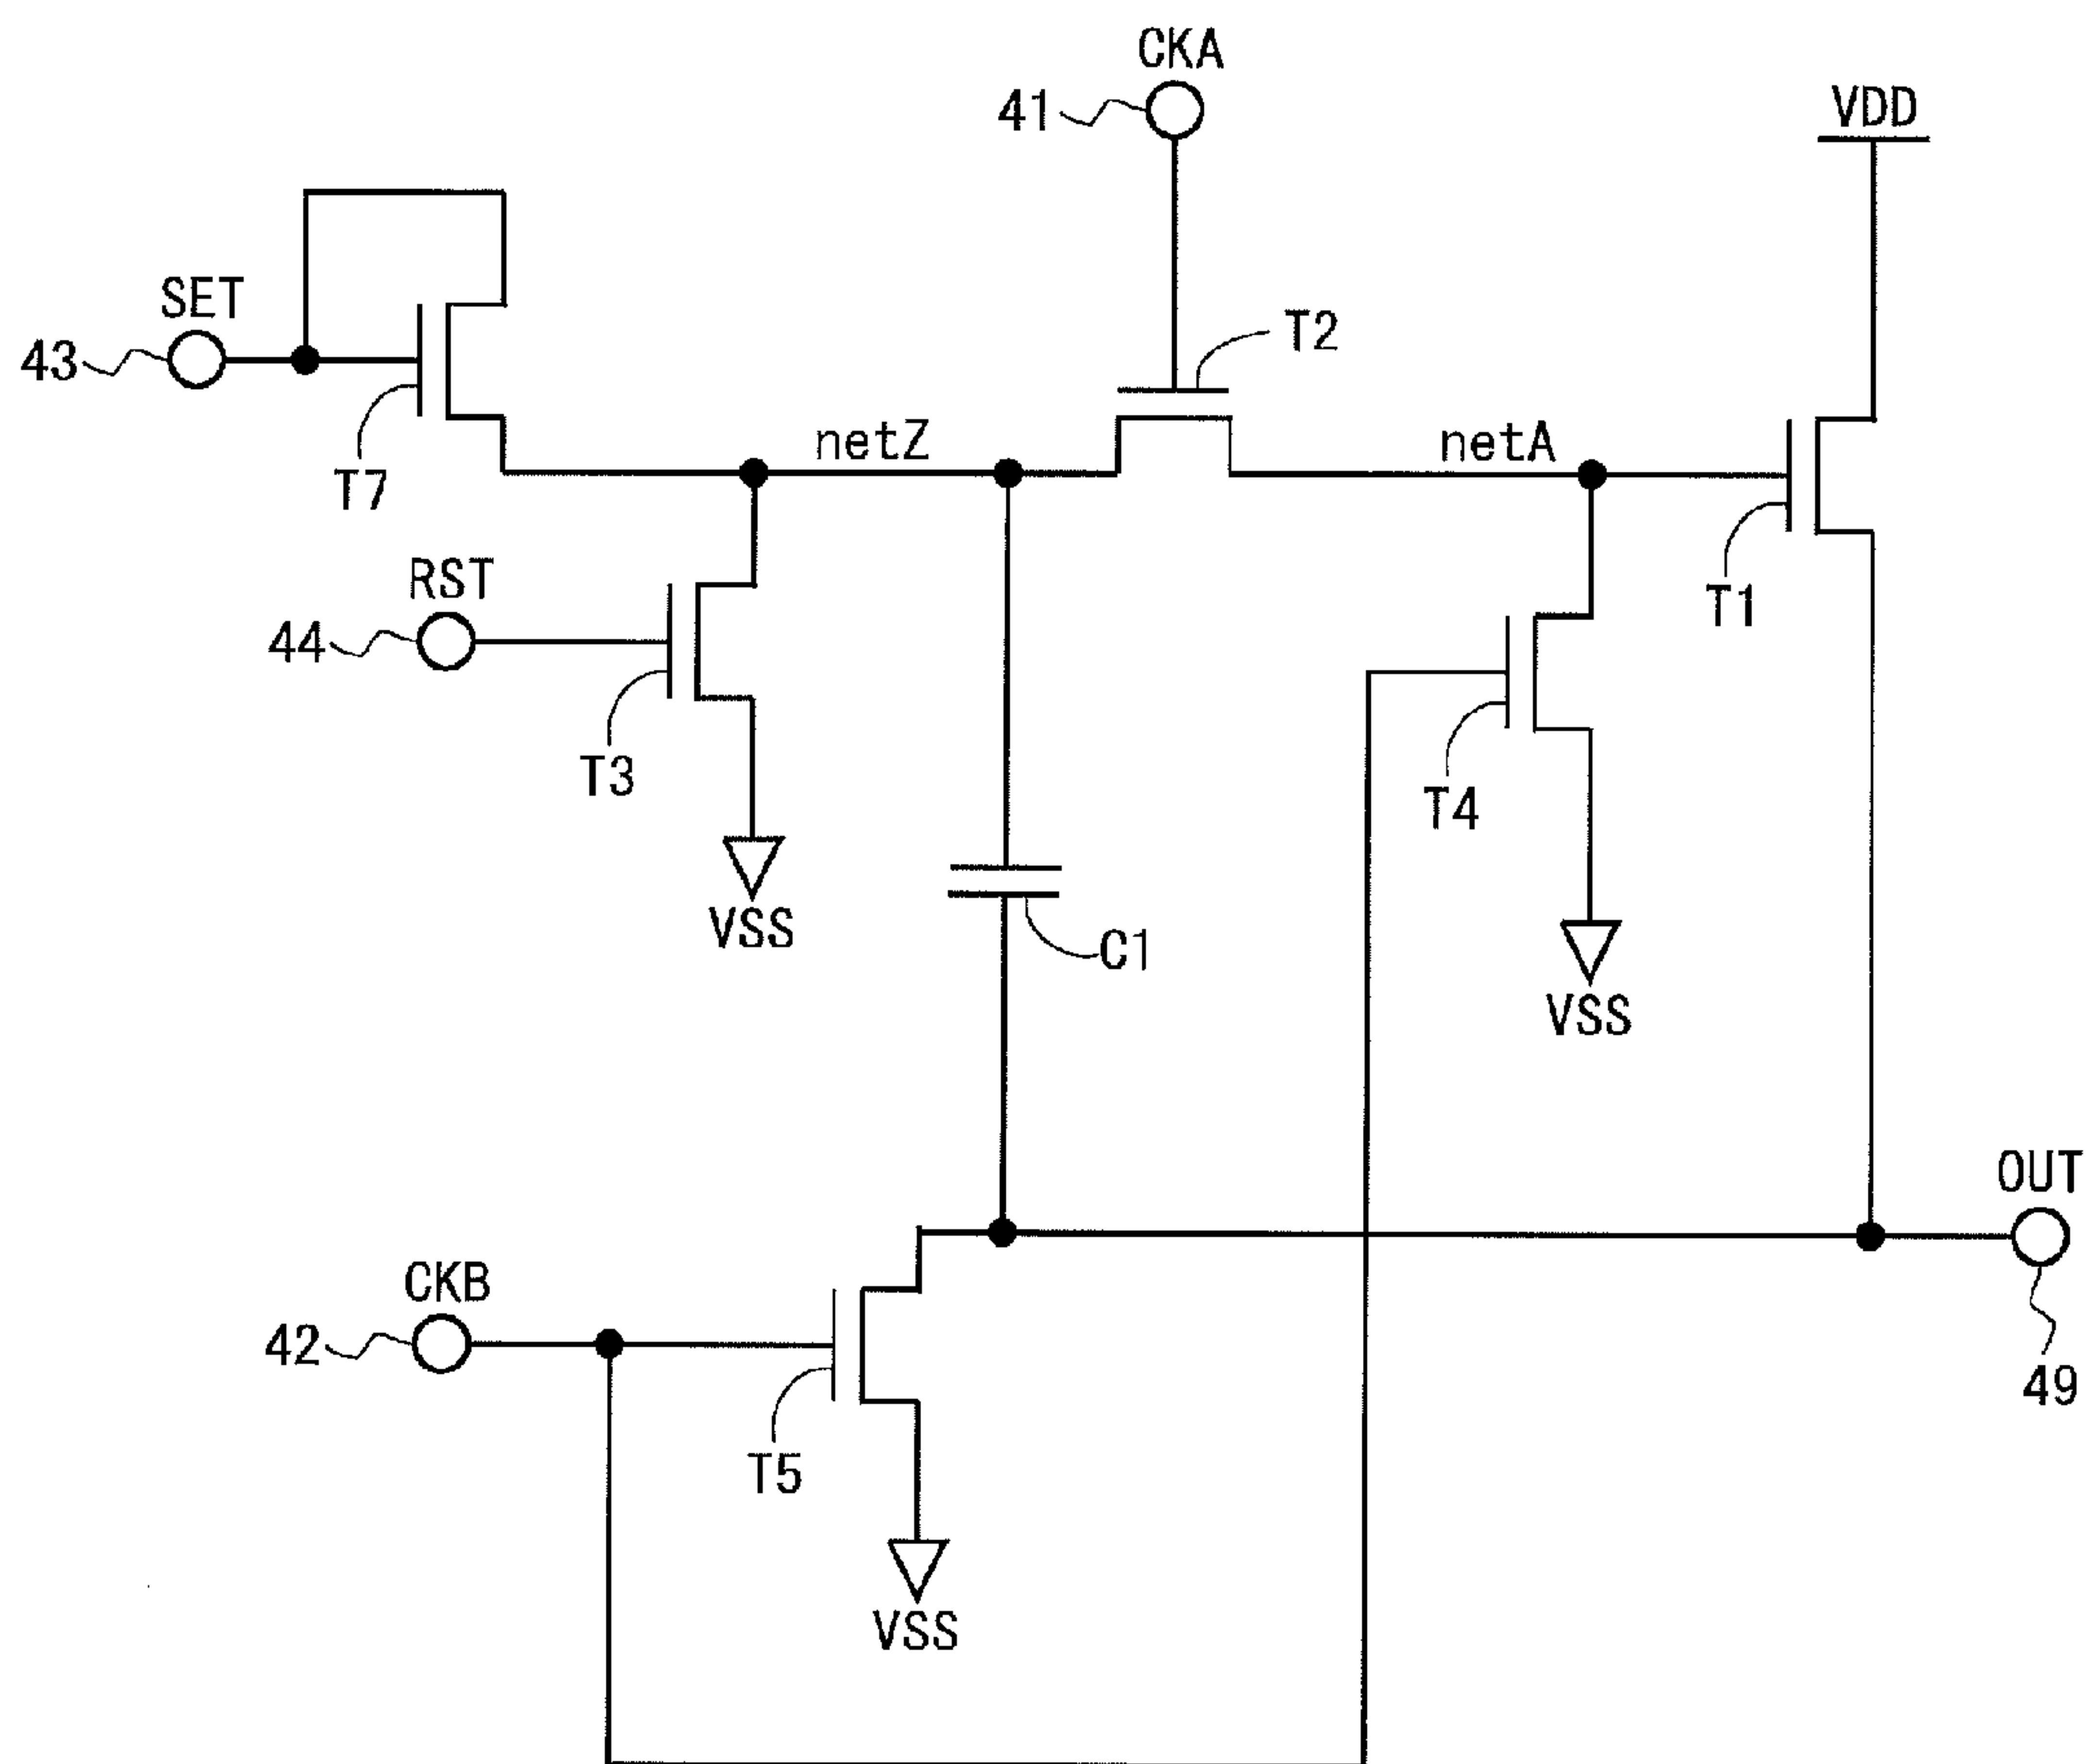 CKA
41
VDD
SET
43
T2
netZ
netA
T7
RST
44
T1
T3
T4
VSS
C1
VSS
OUT
CKB
42
49
T5
VSS